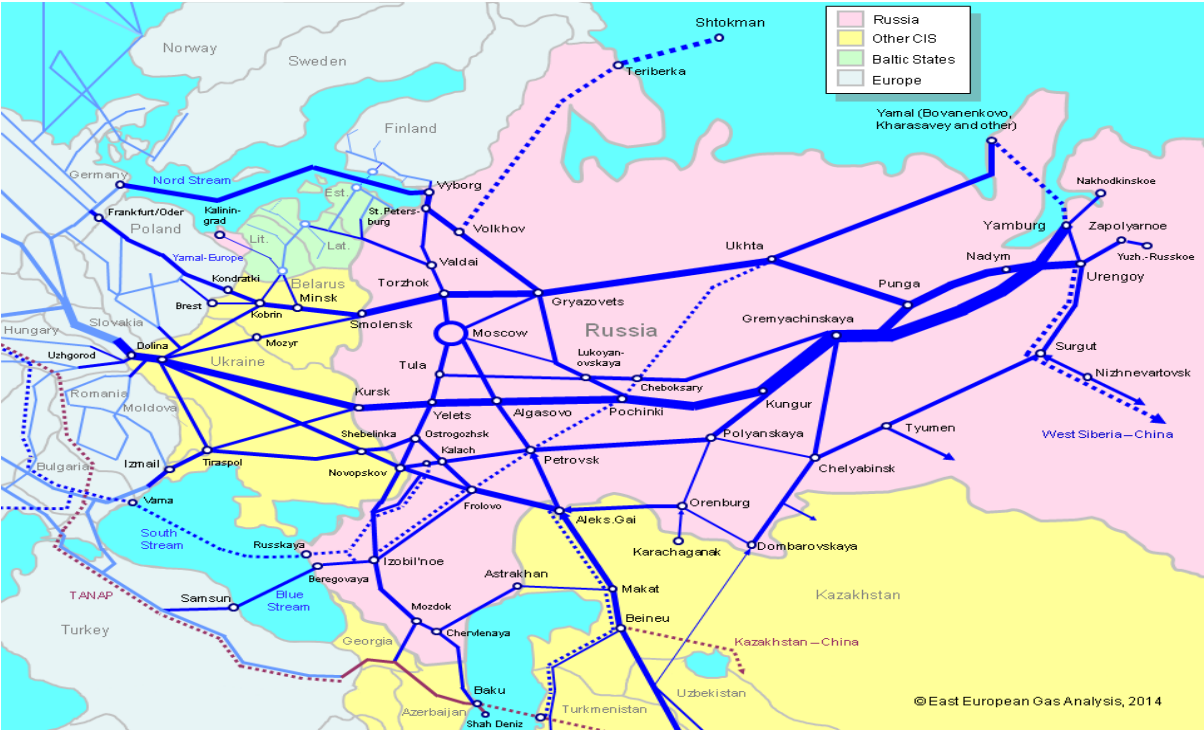 Shtokman
Russia
Other CIS
Baltic States
Europe
Norway
Sweden
Teriberka
Yamal (Bovanenkovo,
Kharasavey and other)
Finland
Germany
Nord Stream
Vyborg
Nakhodkinskoe
Est.
Frankfurt/Oder
Kalinin-
grad
St.Peters-
burg
Volkhov
Yamburg
Zapolyarnoe
Poland
Lit.
Lat.
Ukhta
Yuzh.-Russkoe
Yamal-Europe
Valdai
Nadym
Urengoy
Kondratki
Belarus
Torzhok
Punga
Brest
Minsk
Gryazovets
Kobrin
Smolensk
Gremyachinskaya
Hungary
Slovakia
Moscow
Russia
Dolina
Mozyr
Surgut
Uzhgorod
Ukraine
Tula
Lukoyan-
ovskaya
Cheboksary
Nizhnevartovsk
Romania
Kursk
Moldova
Yelets
Algasovo
Pochinki
Kungur
Shebelinka
Ostrogozhsk
Polyanskaya
Tyumen
West Siberia – China
Kalach
Bulgaria
Izmail
Tiraspol
Novopskov
Petrovsk
Chelyabinsk
Varna
Frolovo
Orenburg
Aleks.Gai
South
Stream
Russkaya
Karachaganak
Dombarovskaya
Izobil'noe
Beregovaya
Astrakhan
Makat
Kazakhstan
TANAP
Samsun
Blue
Stream
Mozdok
Beineu
Turkey
Georgia
Chervlenaya
Kazakhstan – China
Uzbekistan
Baku
Azerbaijan
Shah Deniz
Turkmenistan
©East European Gas Analysis, 2014